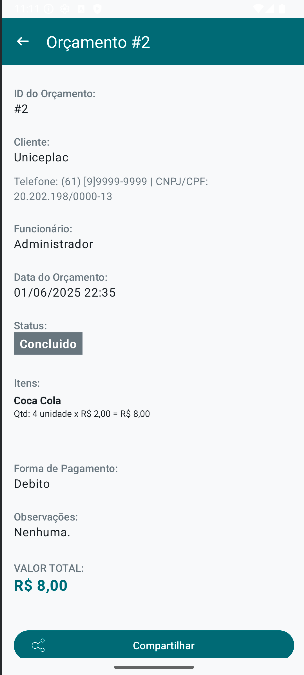 Orçamento #2
ID do Orçamento:
#2
Cliente:
Uniceplac
Telefone: (61) [9]9999-9999 | CNPJ/CPF:
20.202.198/0000-13
Funcionário:
Administrador
Data do Orçamento:
01/06/2025 22:35
Status:
Concluido
Itens:
Coca Cola
Qtd: 4 unidade x R$ 2,00 = R$ 8,00
Forma de Pagamento:
Debito
Observações:
Nenhuma.
VALOR TOTAL:
R$ 8,00
Compartilhar